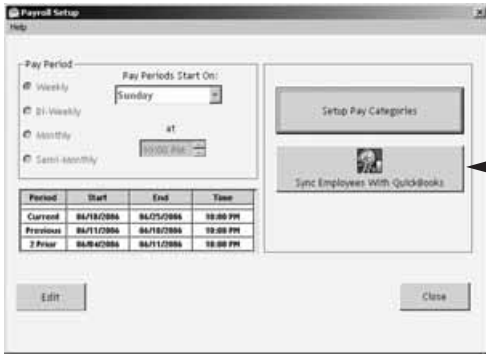 Payroll Setup
Help
Pay Period
Weekly
Bi-Weekly
Monthly
Semi-Monthly
Pay Periods Start On:
Sunday
at
10:00 PM
Setup Pay Categories
Sync Employees With QuickBooks
Period Start End Time
Current 06/18/2006 06/25/2006 10:00 PM
Previous 06/11/2006 06/18/2006 10:00 PM
2 Prior 06/04/2006 06/11/2006 10:00 PM
Edit
Close